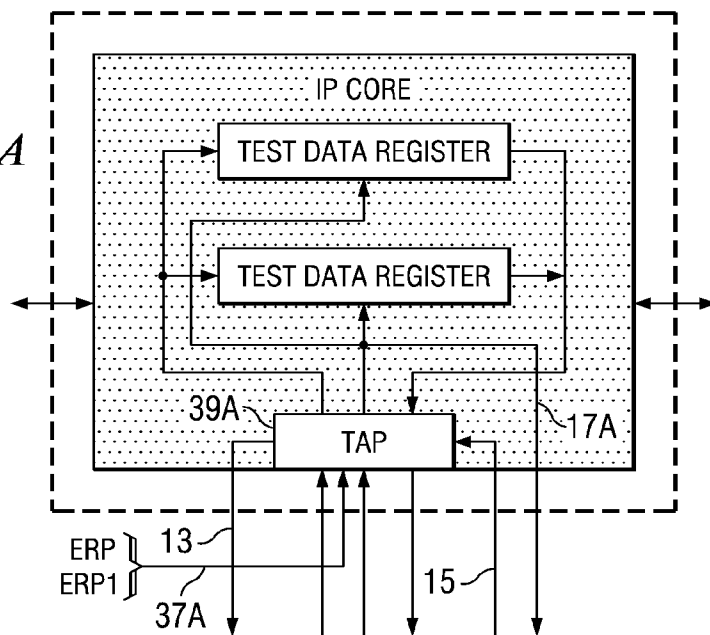 IP CORE
A
TEST DATA REGISTER
TEST DATA REGISTER
39A
TAP
17A
ERP
ERP1
13
37A
15